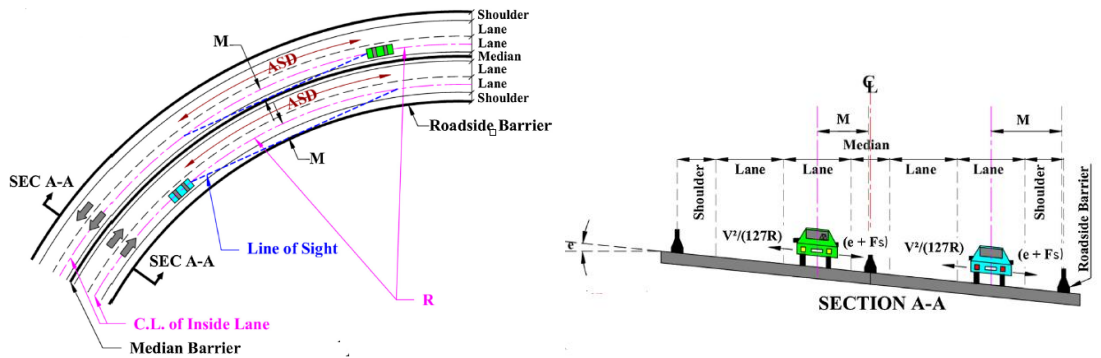 Shoulder
Lane
Lane
Median
Lane
Lane
Shoulder
M
ASD
ASD
Roadside Barrier
M
SEC A-A
Line of Sight
SEC A-A
R
C.L. of Inside Lane
Median Barrier
℄
M
M
Median
Lane
Lane
Lane
Lane
Shoulder
Shoulder
Roadside Barrier
e
V²/(127R)
(e + Fs)
V²/(127R)
(e + Fs)
SECTION A-A